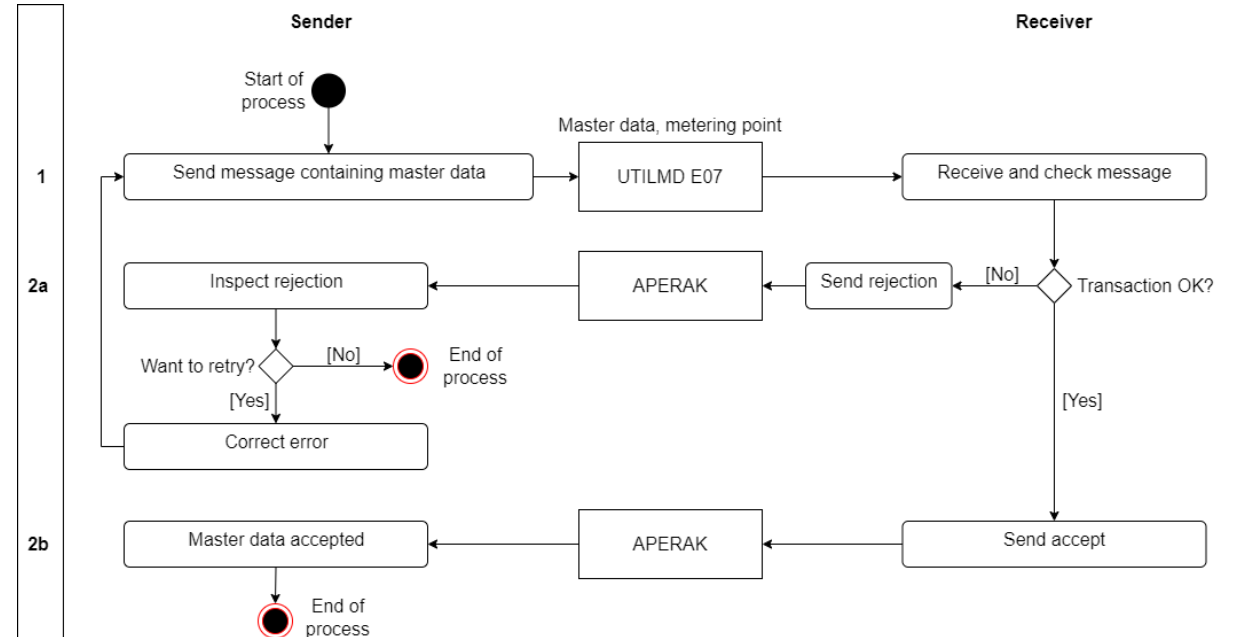 Sender
Receiver
Start of
process
Master data, metering point
1
Send message containing master data
UTILMD E07
Receive and check message
2a
Inspect rejection
APERAK
Send rejection
[No]
Transaction OK?
Want to retry?
[No]
End of
process
[Yes]
[Yes]
Correct error
2b
Master data accepted
APERAK
Send accept
End of
process